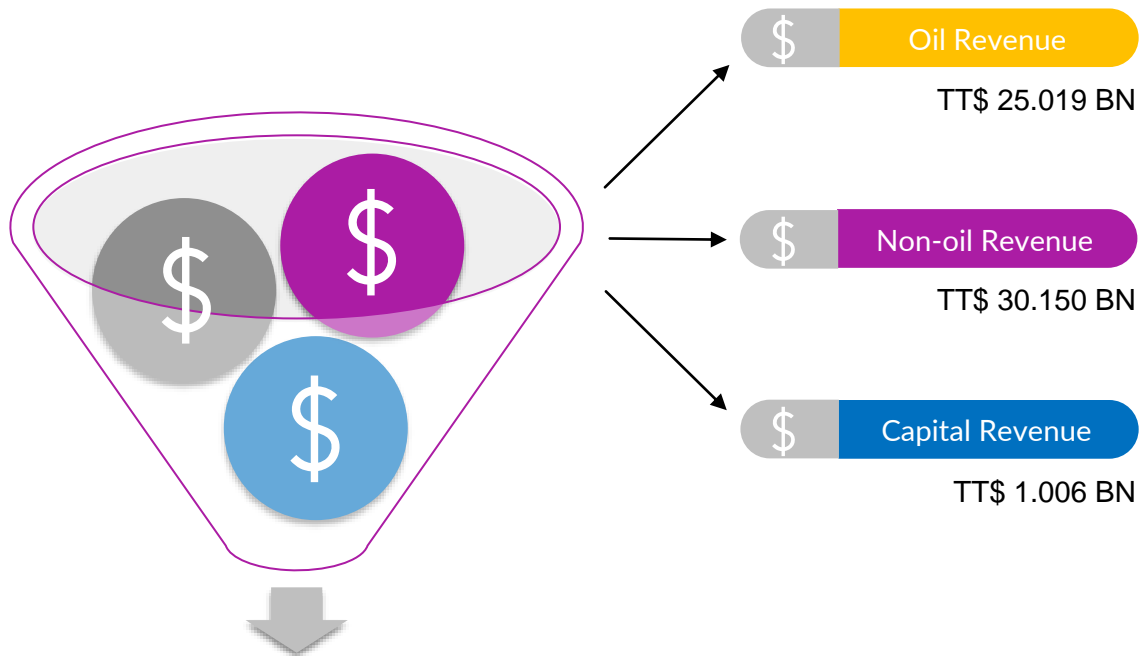 $ Oil Revenue
TT$ 25.019 BN
$ $
$ Non-oil Revenue
TT$ 30.150 BN
$
$ Capital Revenue
TT$ 1.006 BN